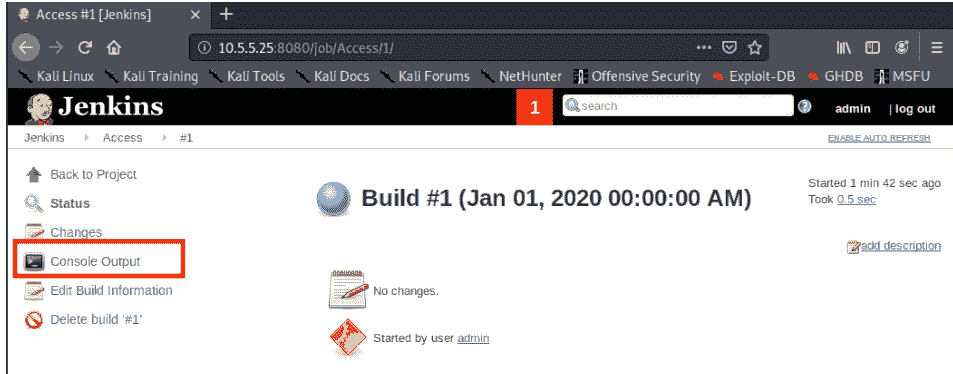 Access #1 [Jenkins]
10.5.5.25:8080/job/Access/1/
Kali Linux Kali Training Kali Tools Kali Docs Kali Forums NetHunter Offensive Security Exploit-DB GHDB MSFU
Jenkins 1 search admin | log out
Jenkins Access #1 ENABLE AUTO REFRESH
Back to Project
Status
Changes
Console Output
Edit Build Information
Delete build '#1'
Build #1 (Jan 01, 2020 00:00:00 AM)
Started 1 min 42 sec ago
Took 0.5 sec
add description
No changes.
Started by user admin